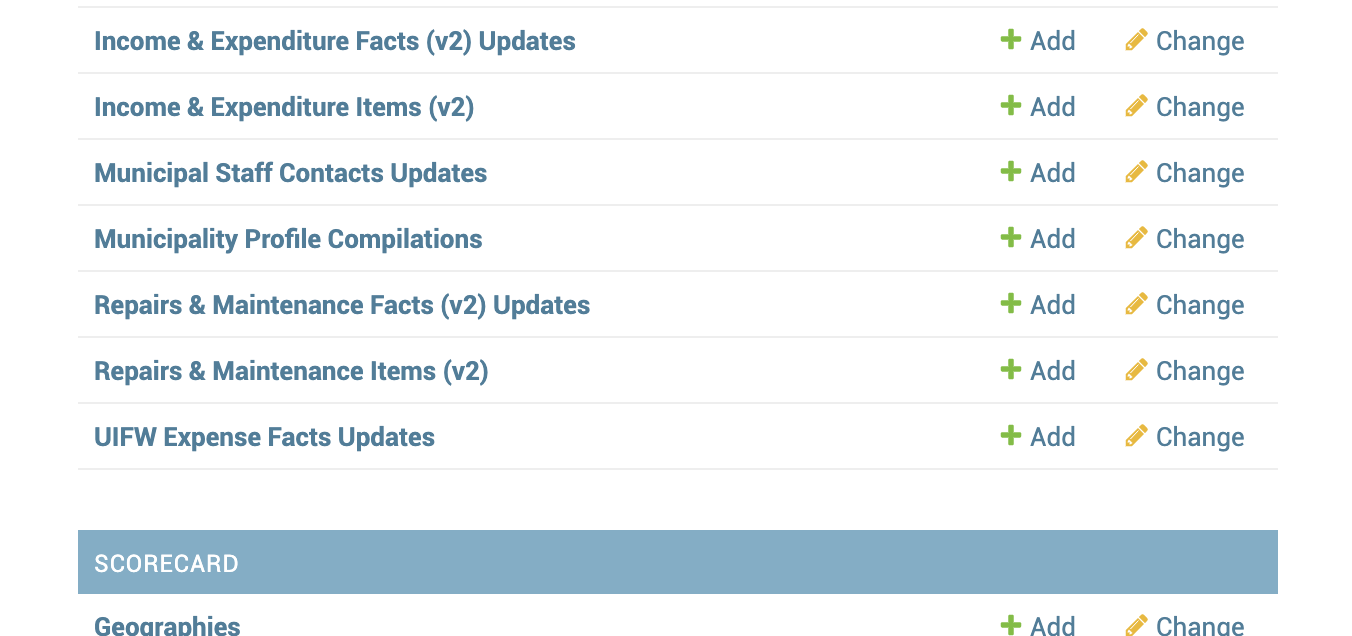 Income & Expenditure Facts (v2) Updates Add Change
Income & Expenditure Items (v2) Add Change
Municipal Staff Contacts Updates Add Change
Municipality Profile Compilations Add Change
Repairs & Maintenance Facts (v2) Updates Add Change
Repairs & Maintenance Items (v2) Add Change
UIFW Expense Facts Updates Add Change
SCORECARD
Geographies Add Change